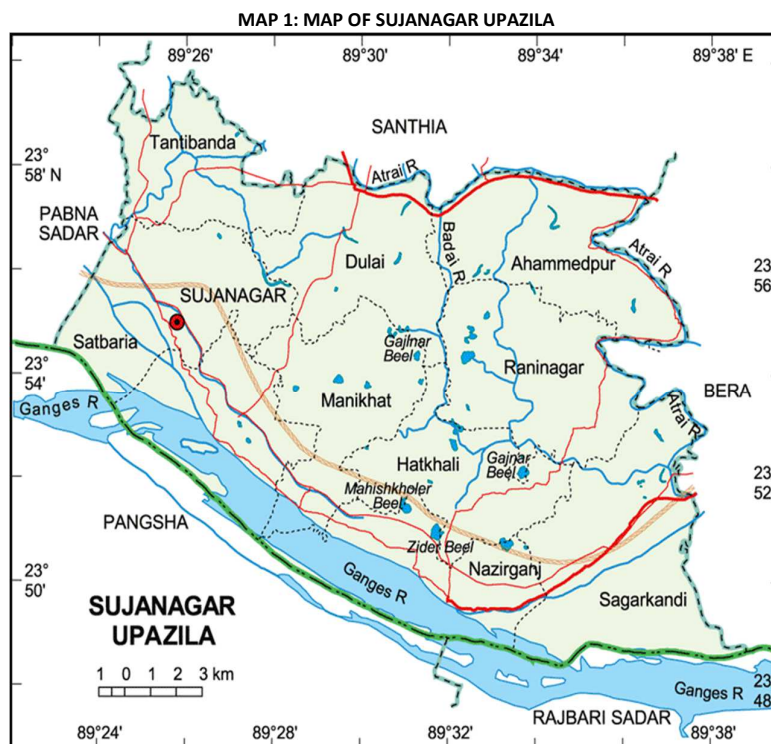 MAP 1: MAP OF SUJANAGAR UPAZILA
89°26' 89°30' 89°34' 89°38' E
SANTHIA
Tantibanda
23°
58' N
Atrai R
PABNA
SADAR
Badai R
Dulai
Ahammedpur
Atrai R
23
56
SUJANAGAR
Satbaria
Gajlnar
Beel
Raninagar
23°
54'
BERA
Ganges R
Manikhat
Atrai R
Hatkhali
Gajnar
Beel
23
52
Mahishkholer
Beel
PANGSHA
Zider Beel
Nazirganj
23°
50'
Ganges R
Sagarkandi
SUJANAGAR
UPAZILA
1 0 1 2 3 km
23
48
Ganges R
RAJBARI SADAR
89°24' 89°28' 89°32' 89°38'